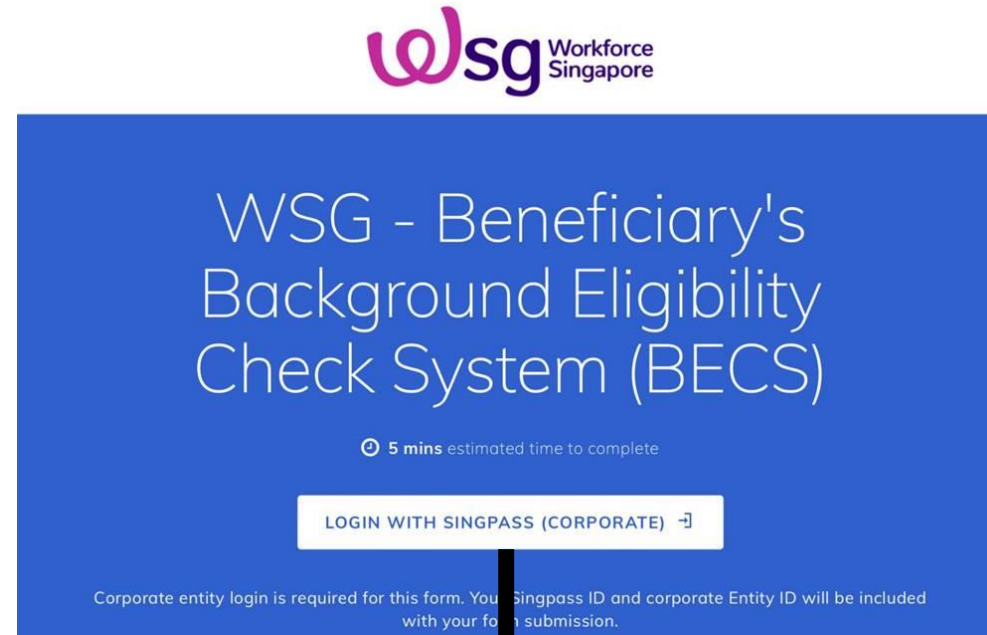 wsg Workforce
Singapore
WSG - Beneficiary's
Background Eligibility
Check System (BECS)
5 mins estimated time to complete
LOGIN WITH SINGPASS (CORPORATE)
Corporate entity login is required for this form. Singpass ID and corporate Entity ID will be included
with your submission.